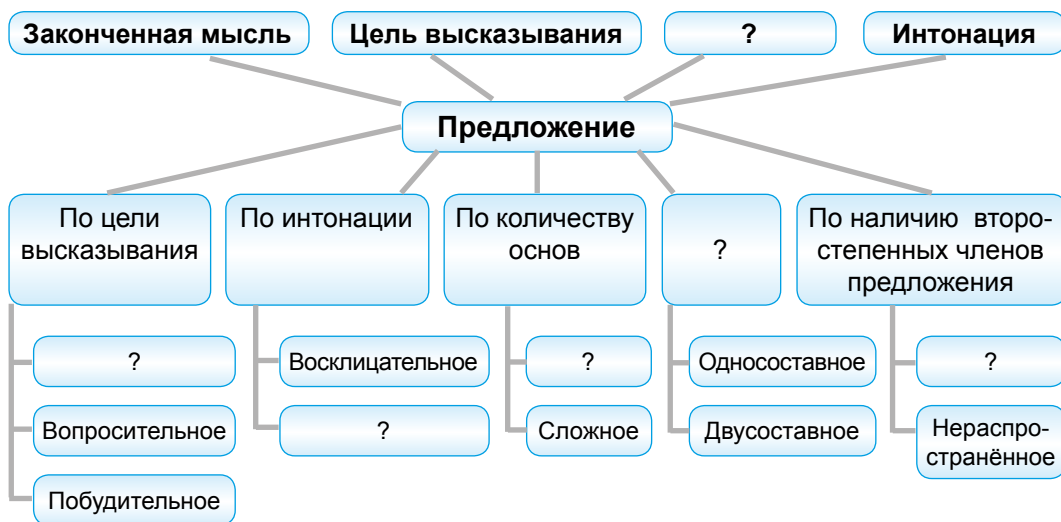 Законченная мысль
Цель высказывания
?
Интонация
Предложение
По цели
высказывания
По интонации
По количеству
основ
?
По наличию второ-
степенных членов
предложения
?
Вопросительное
Побудительное
Восклицательное
?
?
Сложное
Односоставное
Двусоставное
?
Нераспро-
странённое